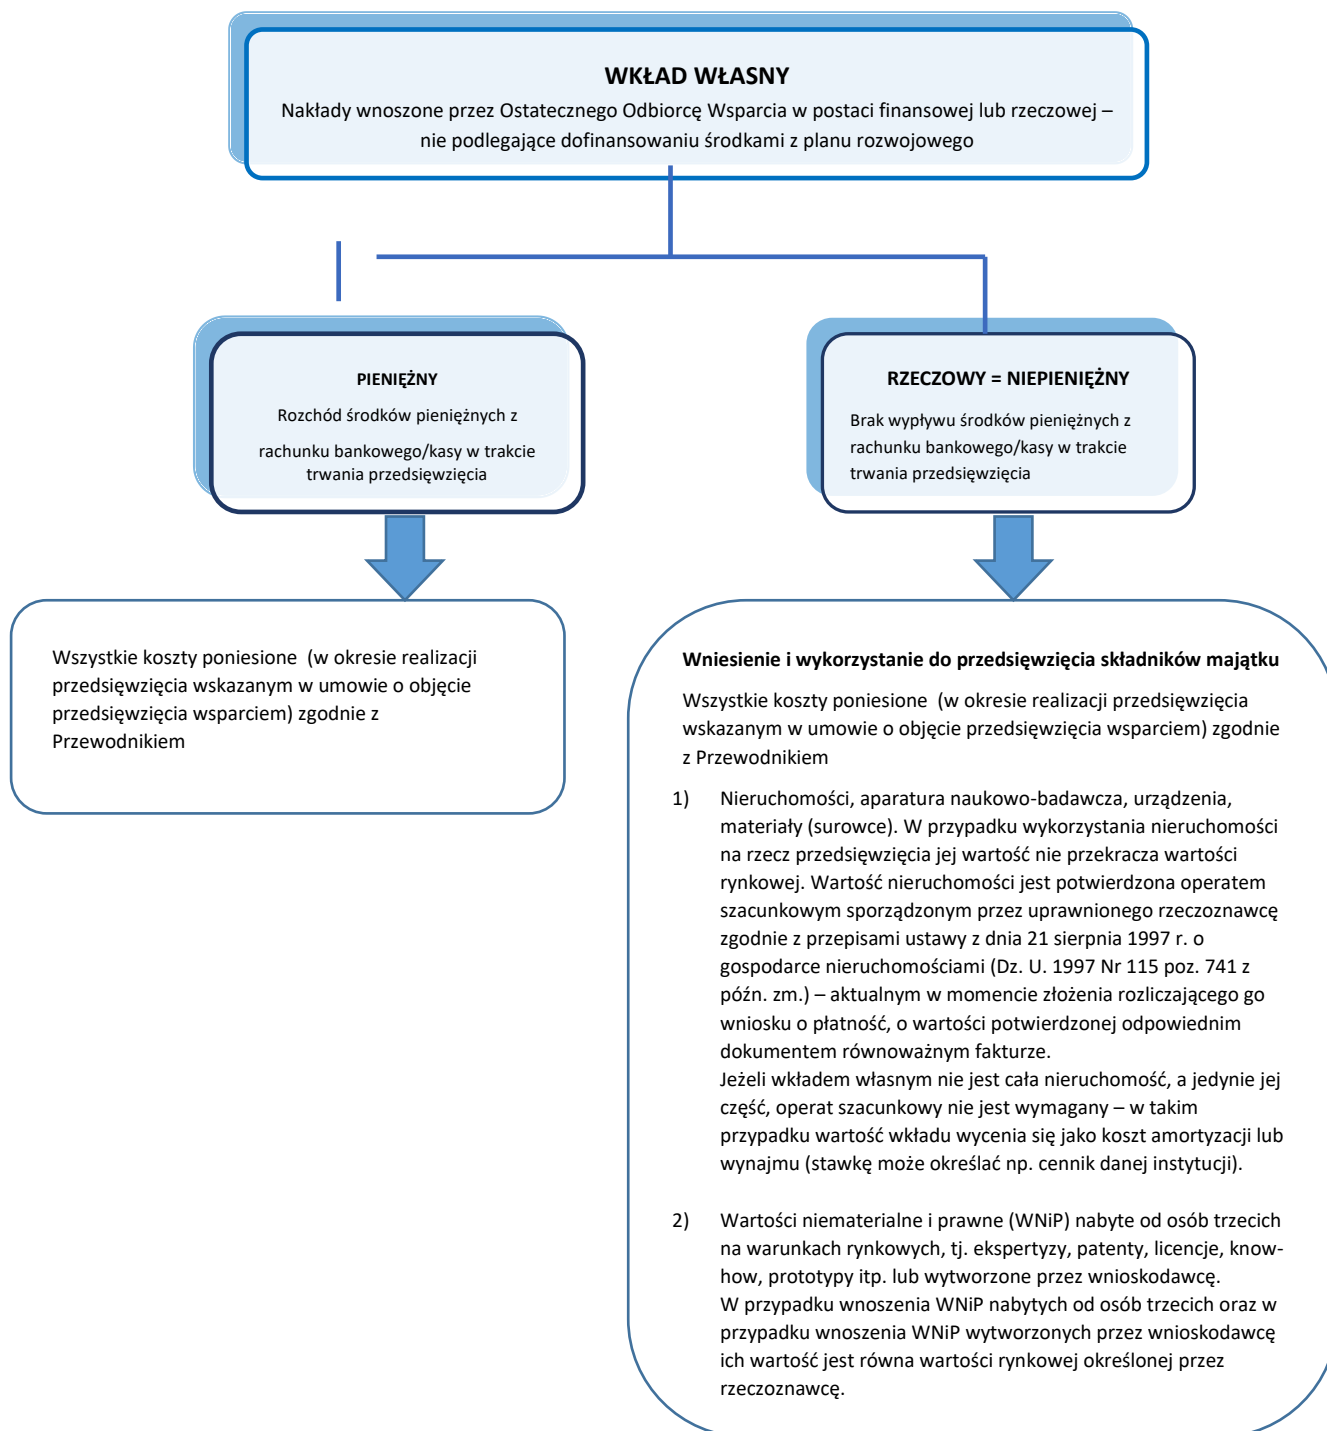 WKŁAD WŁASNY
Nakłady wnoszone przez Ostatecznego Odbiorcę Wsparcia w postaci finansowej lub rzeczowej –
nie podlegające dofinansowaniu środkami z planu rozwojowego
PIENIĘŻNY
Rozchód środków pieniężnych z
rachunku bankowego/kasy w trakcie
trwania przedsięwzięcia
RZECZOWY = NIEPIENIĘŻNY
Brak wypływu środków pieniężnych z
rachunku bankowego/kasy w trakcie
trwania przedsięwzięcia
Wszystkie koszty poniesione (w okresie realizacji
przedsięwzięcia wskazanym w umowie o objęcie
przedsięwzięcia wsparciem) zgodnie z
Przewodnikiem
Wniesienie i wykorzystanie do przedsięwzięcia składników majątku
Wszystkie koszty poniesione (w okresie realizacji przedsięwzięcia
wskazanym w umowie o objęcie przedsięwzięcia wsparciem) zgodnie
z Przewodnikiem
1) Nieruchomości, aparatura naukowo-badawcza, urządzenia,
materiały (surowce). W przypadku wykorzystania nieruchomości
na rzecz przedsięwzięcia jej wartość nie przekracza wartości
rynkowej. Wartość nieruchomości jest potwierdzona operatem
szacunkowym sporządzonym przez uprawnionego rzeczoznawcę
zgodnie z przepisami ustawy z dnia 21 sierpnia 1997 r. o
gospodarce nieruchomościami (Dz. U. 1997 Nr 115 poz. 741 z
późn. zm.) – aktualnym w momencie złożenia rozliczającego go
wniosku o płatność, o wartości potwierdzonej odpowiednim
dokumentem równoważnym fakturze.
Jeżeli wkładem własnym nie jest cała nieruchomość, a jedynie jej
część, operat szacunkowy nie jest wymagany – w takim
przypadku wartość wkładu wycenia się jako koszt amortyzacji lub
wynajmu (stawkę może określać np. cennik danej instytucji).
2) Wartości niematerialne i prawne (WNiP) nabyte od osób trzecich
na warunkach rynkowych, tj. ekspertyzy, patenty, licencje, know-
how, prototypy itp. lub wytworzone przez wnioskodawcę.
W przypadku wnoszenia WNiP nabytych od osób trzecich oraz w
przypadku wnoszenia WNiP wytworzonych przez wnioskodawcę
ich wartość jest równa wartości rynkowej określonej przez
rzeczoznawcę.